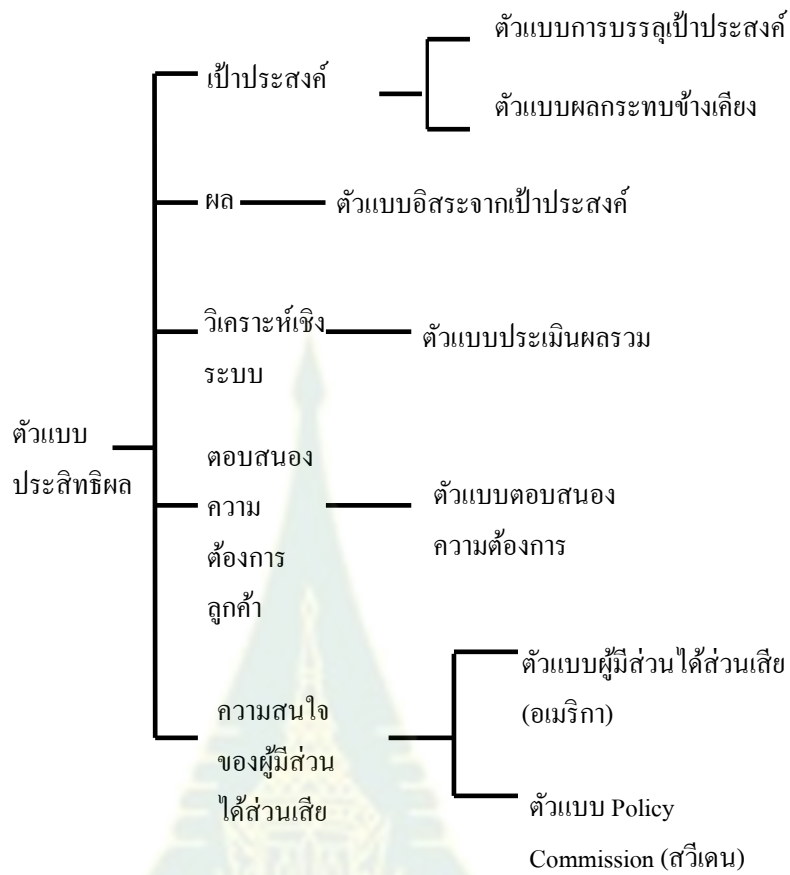 ตัวแบบการบรรลุเป้าประสงค์
เป้าประสงค์
ตัวแบบผลกระทบข้างเคียง
ผล
ตัวแบบอิสระจากเป้าประสงค์
วิเคราะห์เชิง
ระบบ
ตัวแบบประเมินผลรวม
ตัวแบบ
ประสิทธิผล
ตอบสนอง
ความ
ต้องการ
ลูกค้า
ตัวแบบตอบสนอง
ความต้องการ
ความสนใจ
ของผู้มีส่วน
ได้ส่วนเสีย
ตัวแบบผู้มีส่วนได้ส่วนเสีย
(อเมริกา)
ตัวแบบ Policy
Commission (สวีเดน)